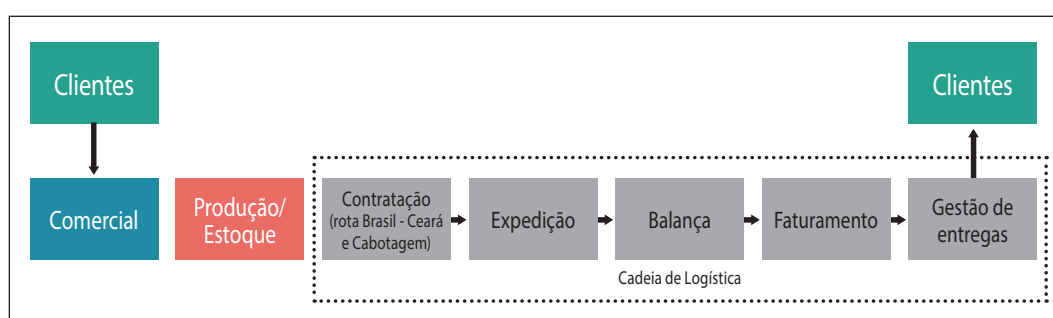 Clientes
Clientes
Comercial
Produção/
Estoque
Contratação
(rota Brasil - Ceará
e Cabotagem)
Expedição
Balança
Faturamento
Gestão de
entregas
Cadeia de Logística